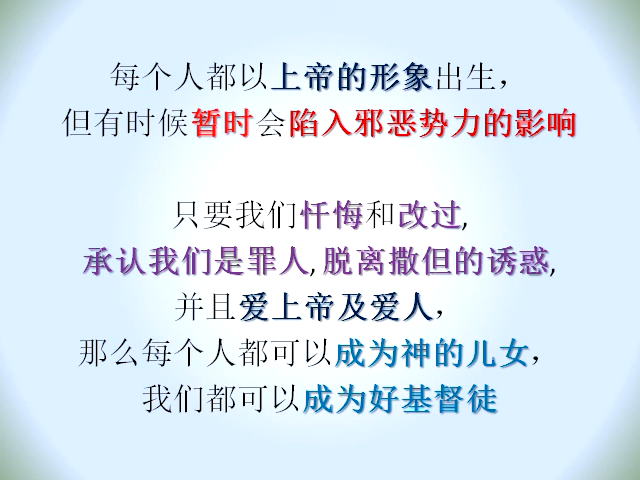 每个人都以上帝的形象出生，
但有时候暂时会陷入邪恶势力的影响
只要我们忏悔和改过,
承认我们是罪人,脱离撒但的诱惑,
并且爱上帝及爱人，
那么每个人都可以成为神的儿女，
我们都可以成为好基督徒